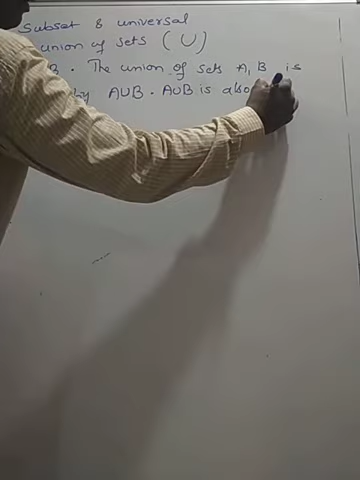 Subset & universal
union of sets (∪)
B. The union of sets A, B is
by A∪B. A∪B is also